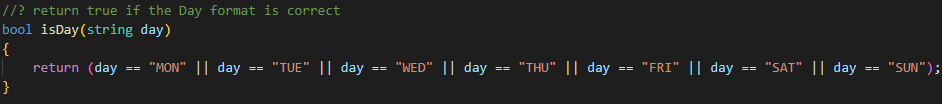 //? return true if the Day format is correct
bool isDay(string day)
{
    return (day == "MON" || day == "TUE" || day == "WED" || day == "THU" || day == "FRI" || day == "SAT" || day == "SUN");
}